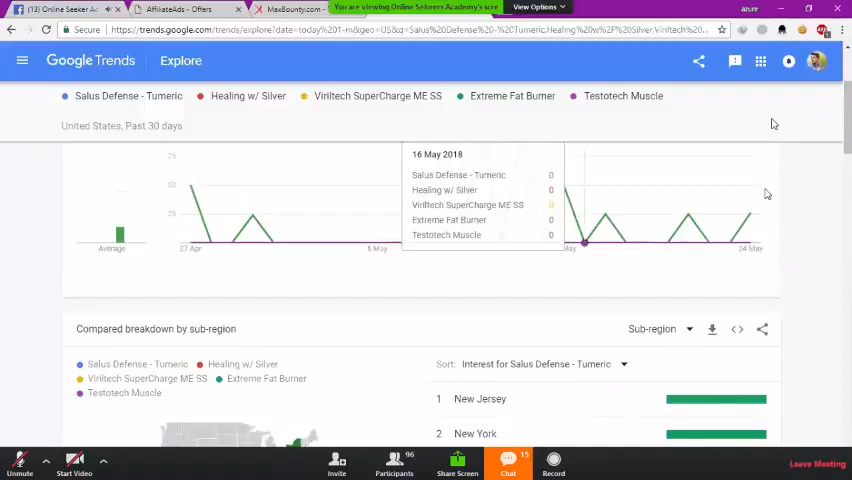 (13) Online Seeker Ac
AffiliateAds - Offers
MaxBounty.com -
You are viewing Online Seekers Academy's scre
View Options
azure
Secure
https://trends.google.com/trends/explore?date=today%201-m&geo=US&q=Salus%20Defense%20-%20Tumeric,Healing%20w%2F%20Silver,Viriltech%20SuperCharge%20ME%20SS...
Google Trends
Explore
Salus Defense - Tumeric
Healing w/ Silver
Viriltech SuperCharge ME SS
Extreme Fat Burner
Testotech Muscle
United States, Past 30 days
75
50
25
Average
27 Apr
6 May
May
24 May
16 May 2018
Salus Defense - Tumeric 0
Healing w/ Silver 0
Viriltech SuperCharge ME SS 0
Extreme Fat Burner 0
Testotech Muscle 0
Compared breakdown by sub-region
Sub-region
Salus Defense - Tumeric
Healing w/ Silver
Viriltech SuperCharge ME SS
Extreme Fat Burner
Testotech Muscle
Sort: Interest for Salus Defense - Tumeric
1 New Jersey
2 New York
Unmute
Start Video
Invite
96
Participants
Share Screen
15
Chat
Record
Leave Meeting